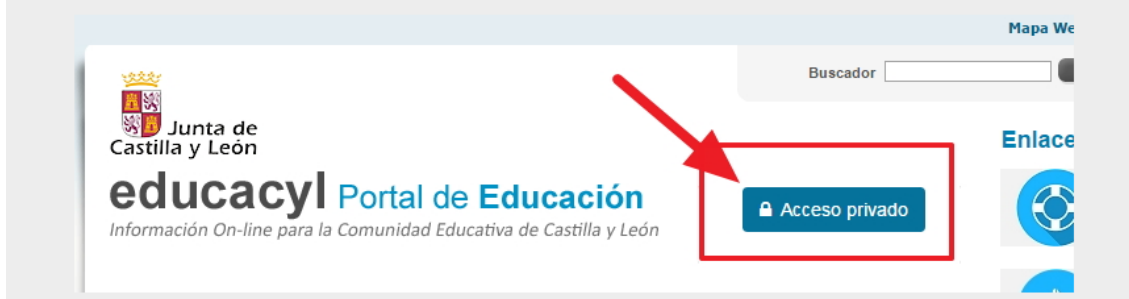 Mapa We
Buscador
Junta de
Castilla y León
Enlace
educacyl Portal de Educación
Acceso privado
Información On-line para la Comunidad Educativa de Castilla y León